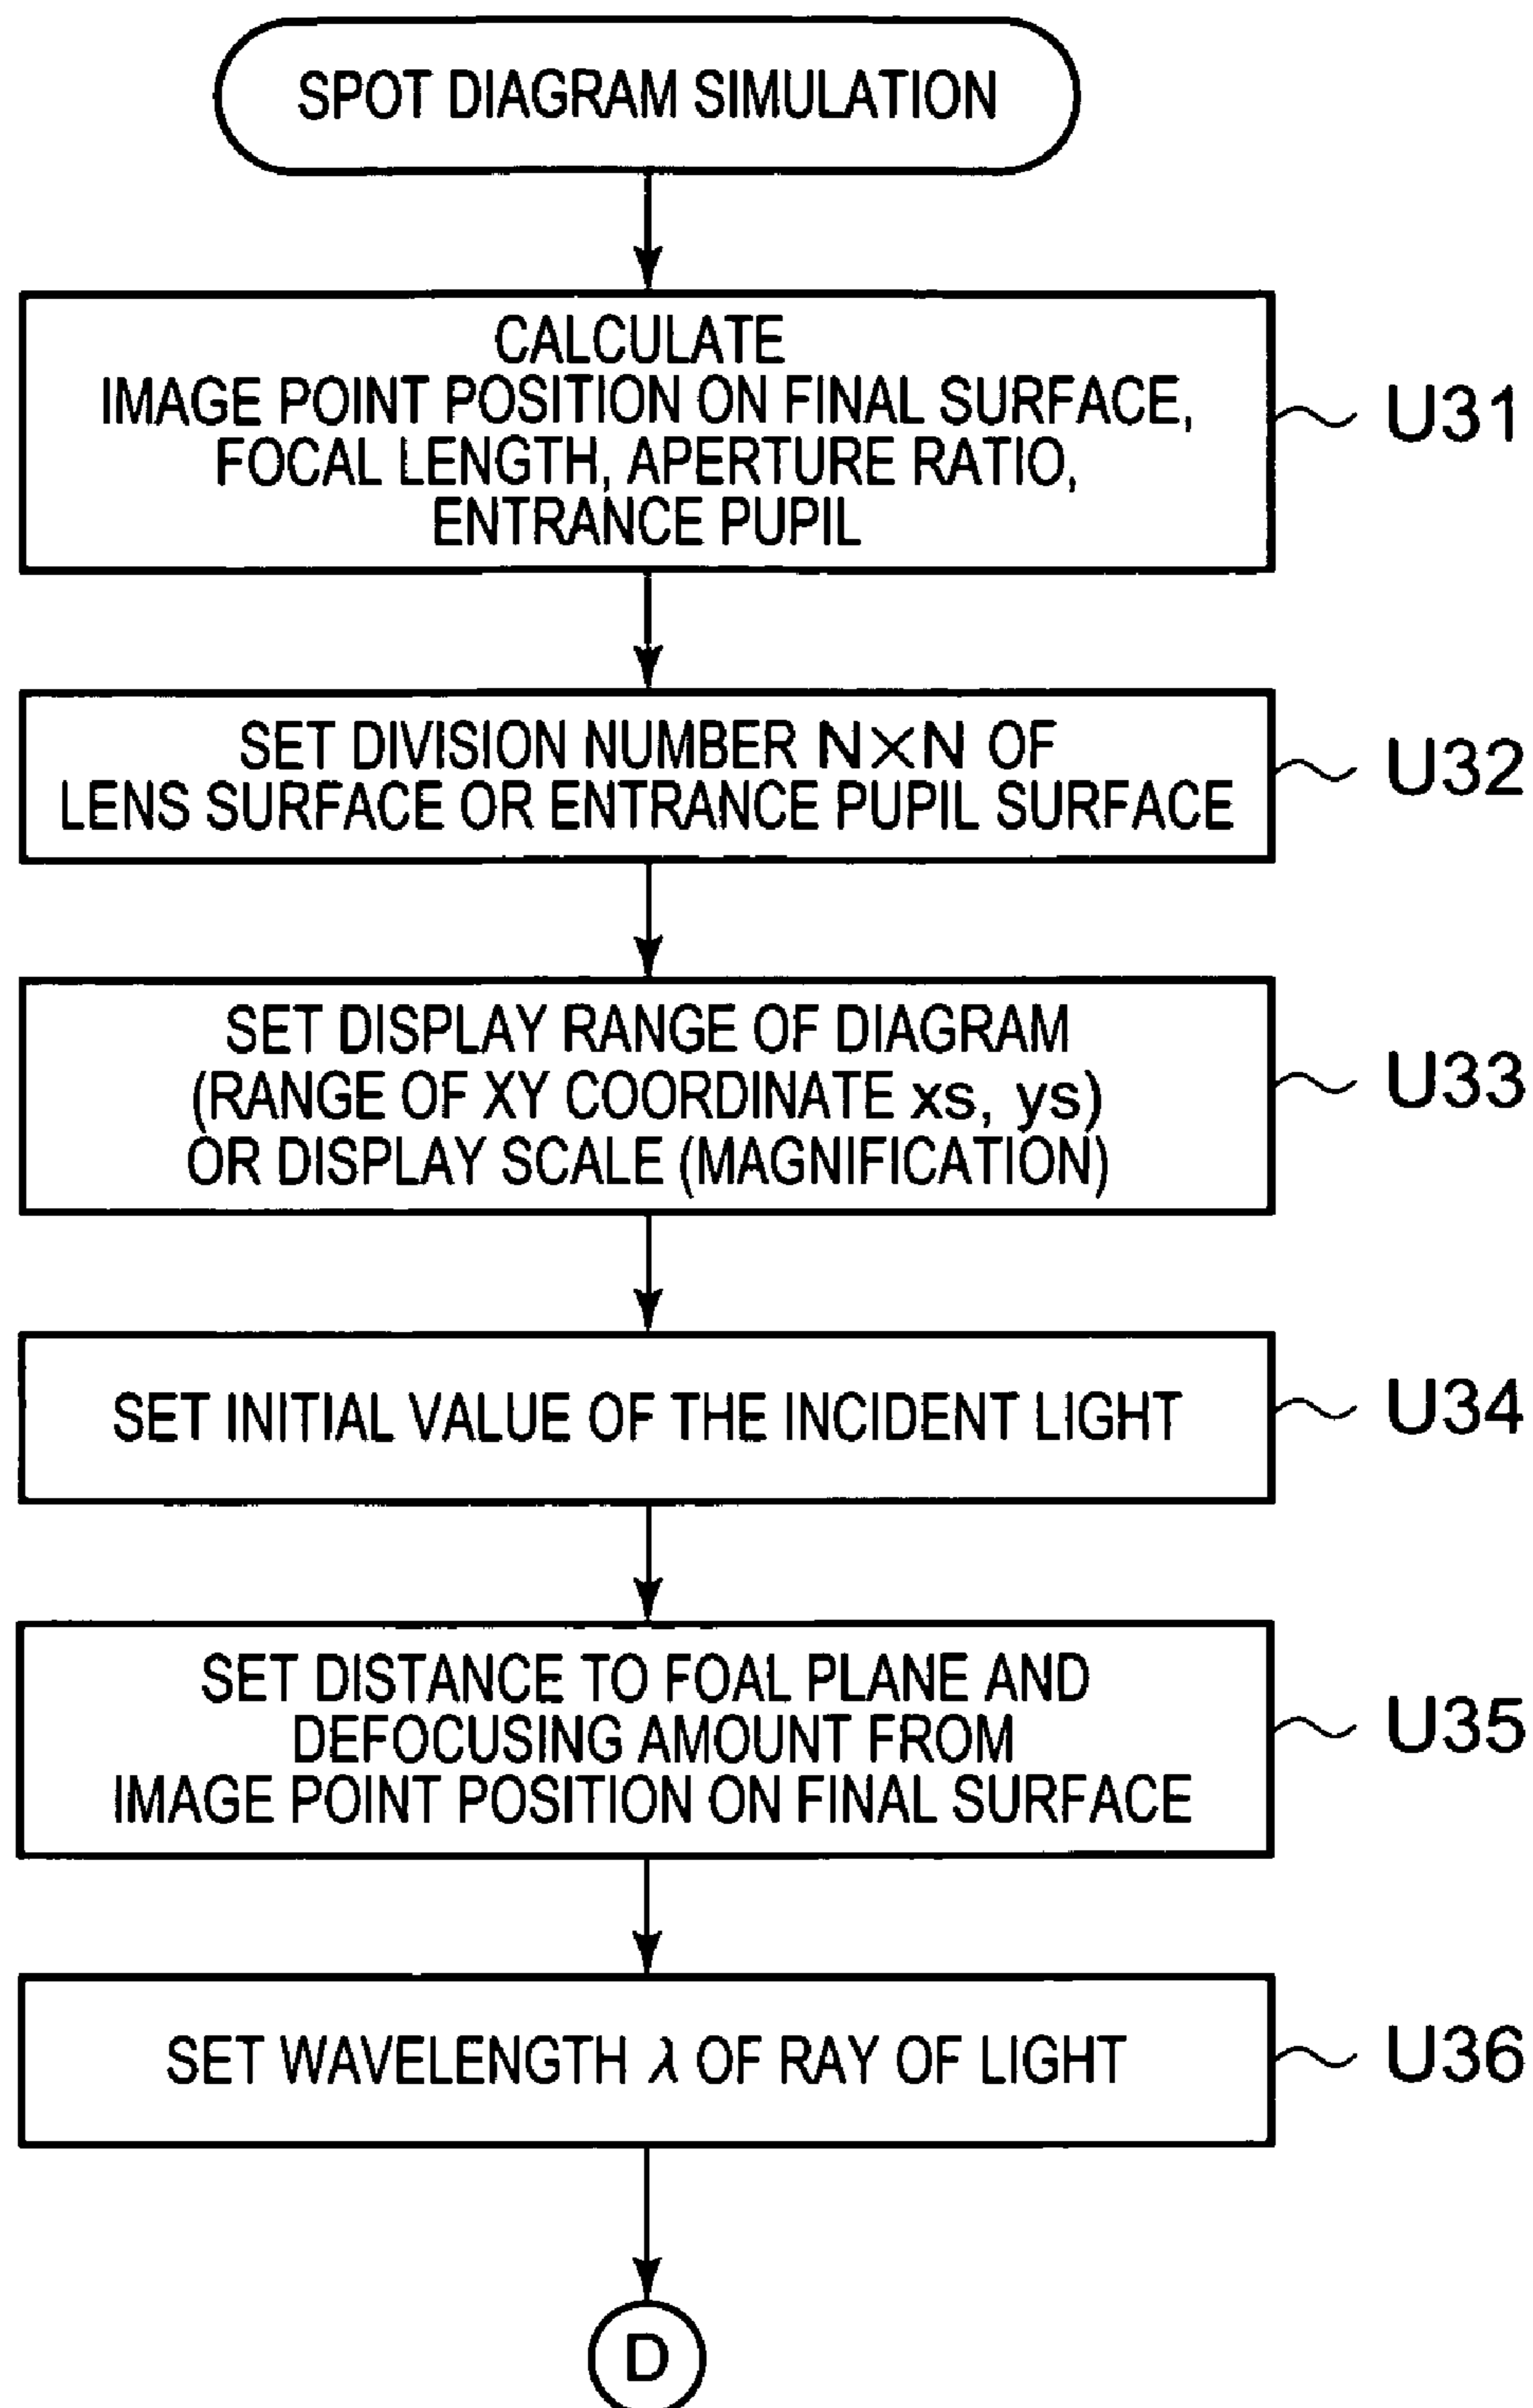 SPOT DIAGRAM SIMULATION
CALCULATE
IMAGE POINT POSITION ON FINAL SURFACE,
FOCAL LENGTH, APERTURE RATIO,
ENTRANCE PUPIL
U31
SET DIVISION NUMBER N×N OF
LENS SURFACE OR ENTRANCE PUPIL SURFACE
U32
SET DISPLAY RANGE OF DIAGRAM
(RANGE OF XY COORDINATE xs, ys)
OR DISPLAY SCALE (MAGNIFICATION)
U33
SET INITIAL VALUE OF THE INCIDENT LIGHT
U34
SET DISTANCE TO FOAL PLANE AND
DEFOCUSING AMOUNT FROM
IMAGE POINT POSITION ON FINAL SURFACE
U35
SET WAVELENGTH λ OF RAY OF LIGHT
U36
D